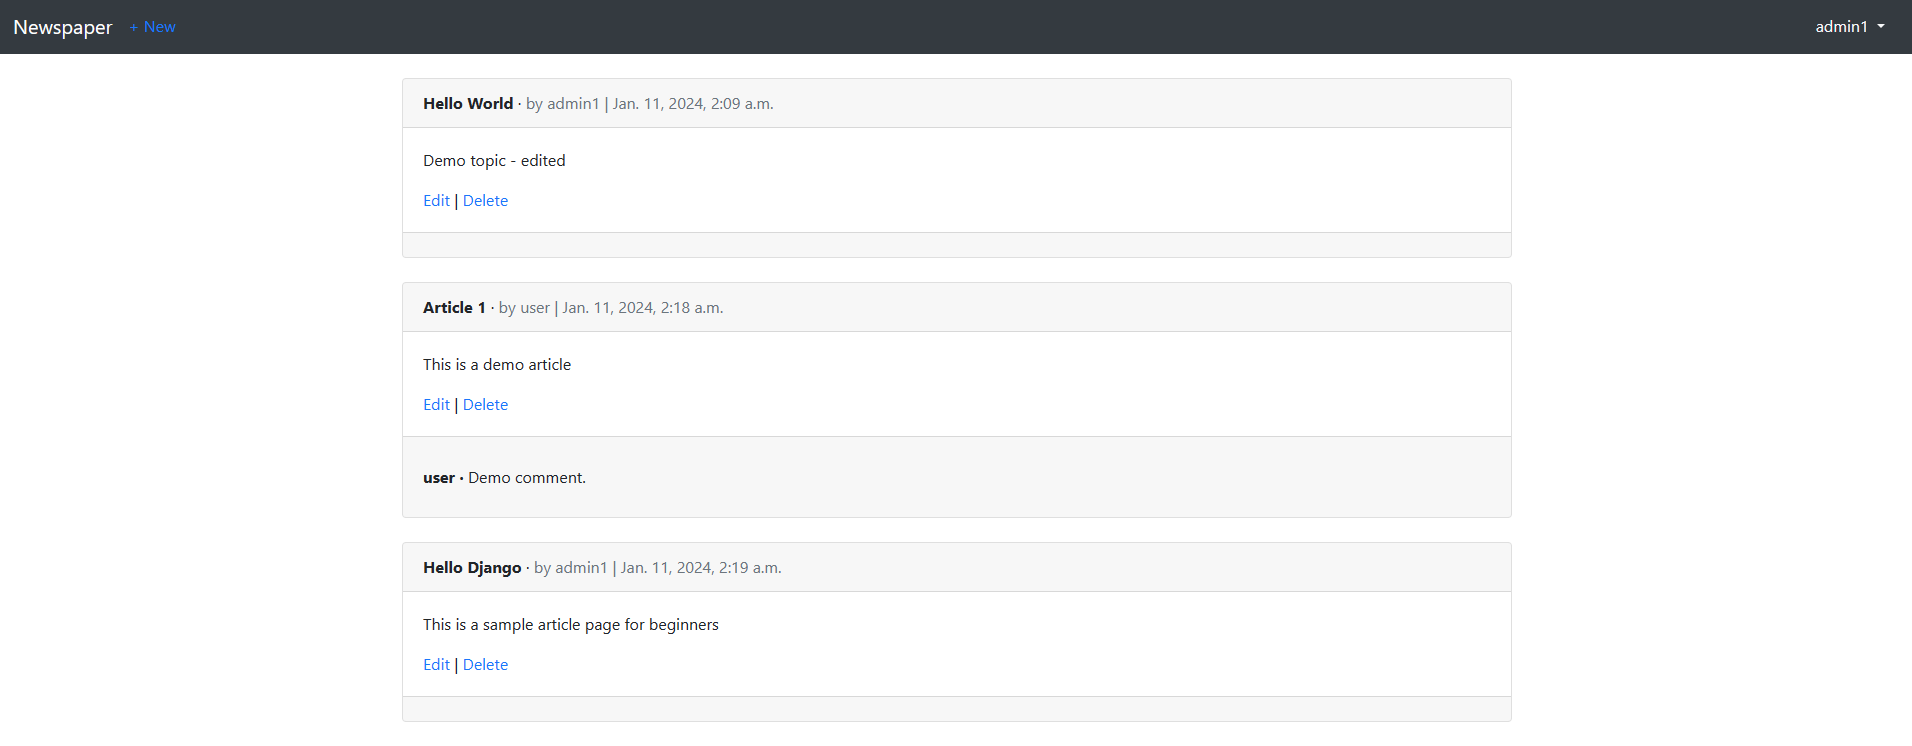 Newspaper + New admin1
Hello World · by admin1 | Jan. 11, 2024, 2:09 a.m.
Demo topic - edited
Edit | Delete
Article 1 · by user | Jan. 11, 2024, 2:18 a.m.
This is a demo article
Edit | Delete
user · Demo comment.
Hello Django · by admin1 | Jan. 11, 2024, 2:19 a.m.
This is a sample article page for beginners
Edit | Delete